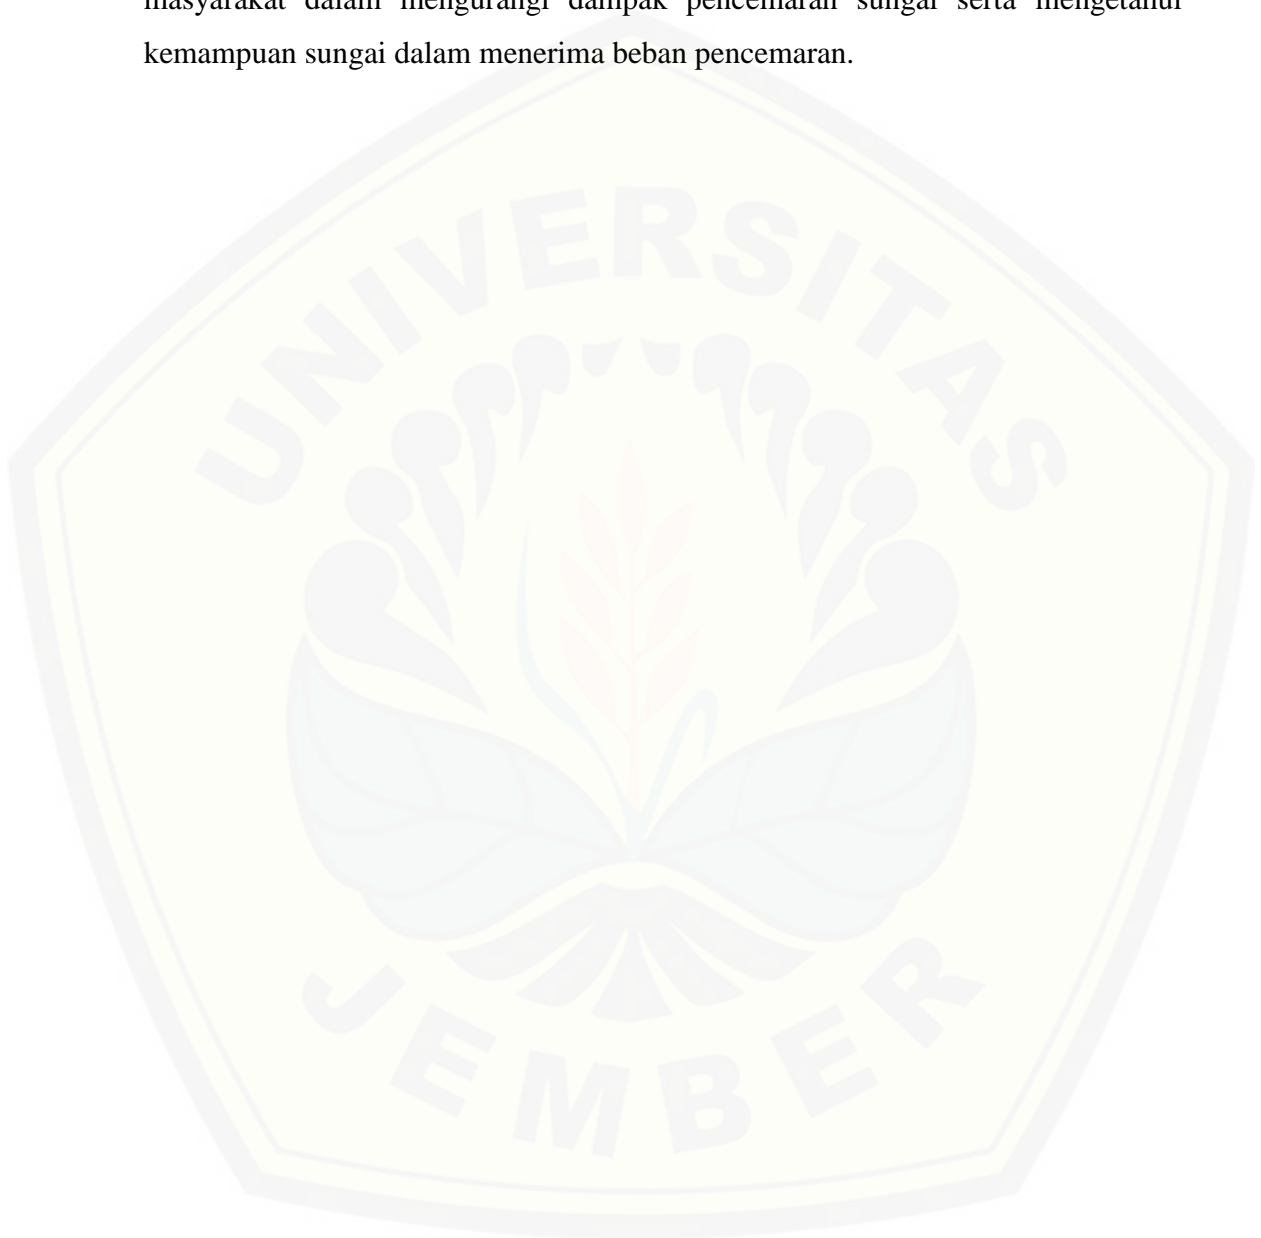 masyarakat dalam mengurangi dampak pencemaran sungai serta mengetahui
kemampuan sungai dalam menerima beban pencemaran.
UNIVERSITAS
JEMBER